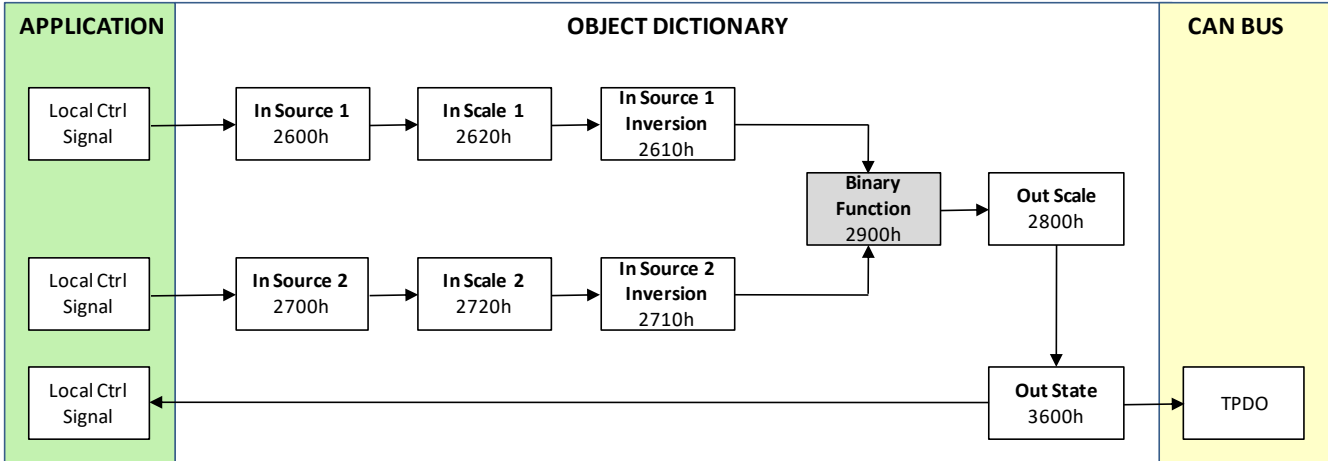 APPLICATION
OBJECT DICTIONARY
CAN BUS
Local Ctrl
Signal
In Source 1
2600h
In Scale 1
2620h
In Source 1
Inversion
2610h
Binary
Function
2900h
Out Scale
2800h
Local Ctrl
Signal
In Source 2
2700h
In Scale 2
2720h
In Source 2
Inversion
2710h
Local Ctrl
Signal
Out State
3600h
TPDO